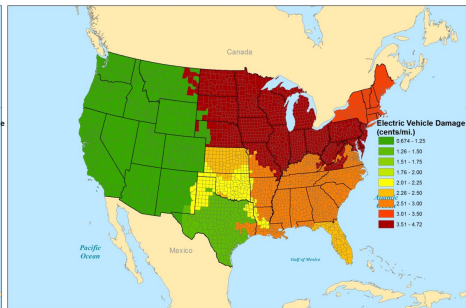 e
Canada
Electric Vehicle Damage
(cents/mi.)
0.674 - 1.25
1.26 - 1.50
1.51 - 1.75
1.76 - 2.00
2.01 - 2.25
2.26 - 2.50
2.51 - 3.00
3.01 - 3.50
3.51 - 4.72
Pacific
Ocean
Mexico
Gulf of Mexico